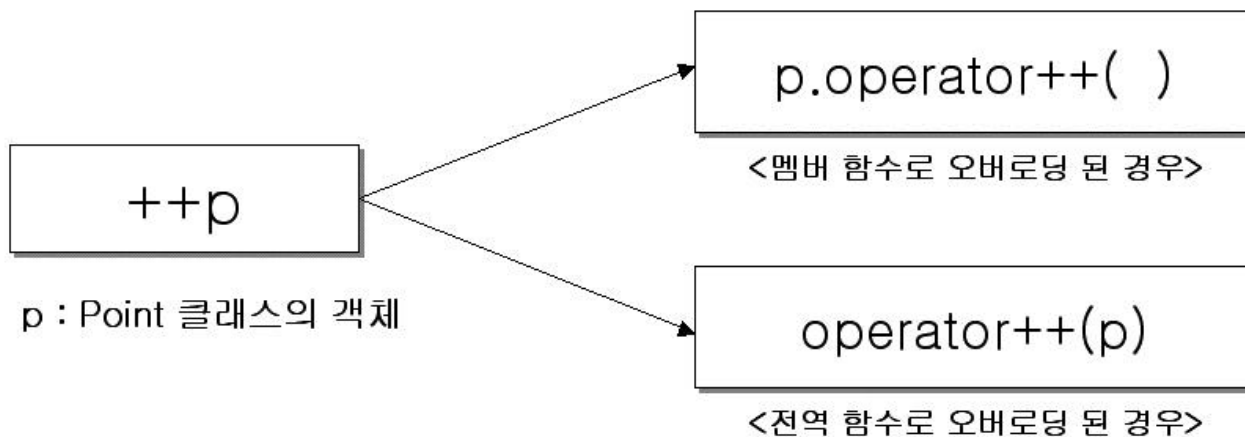 ++p
p : Point 클래스의 객체
p.operator++( )
<멤버 함수로 오버로딩 된 경우>
operator++(p)
<전역 함수로 오버로딩 된 경우>